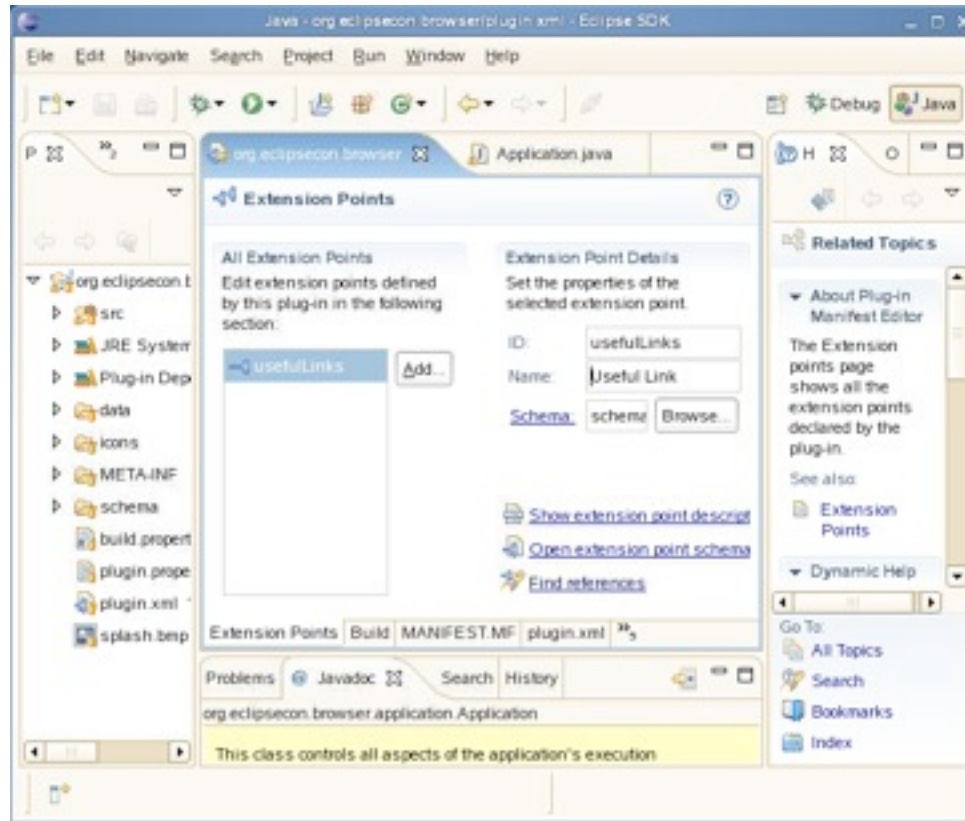 Java - org.eclipsecon.browser/plugin.xml - Eclipse SDK
File Edit Navigate Search Project Run Window Help
Debug Java
P
»2
org.eclipsecon.browser
Application.java
H
O
org.eclipsecon.b
src
JRE System
Plug-in Dep
data
icons
META-INF
schema
build.propert
plugin.prope
plugin.xml
splash.bmp
Extension Points
?
All Extension Points
Edit extension points defined
by this plug-in in the following
section:
usefulLinks
Add...
Extension Point Details
Set the properties of the
selected extension point.
ID: usefulLinks
Name: Useful Link
Schema: schema Browse...
Show extension point descript
Open extension point schema
Find references
Extension Points Build MANIFEST.MF plugin.xml »5
Problems @ Javadoc Search History
org.eclipsecon.browser.application.Application
This class controls all aspects of the application's execution
Related Topics
About Plug-in
Manifest Editor
The Extension
points page
shows all the
extension points
declared by the
plug-in.
See also:
Extension
Points
Dynamic Help
Go To:
All Topics
Search
Bookmarks
Index